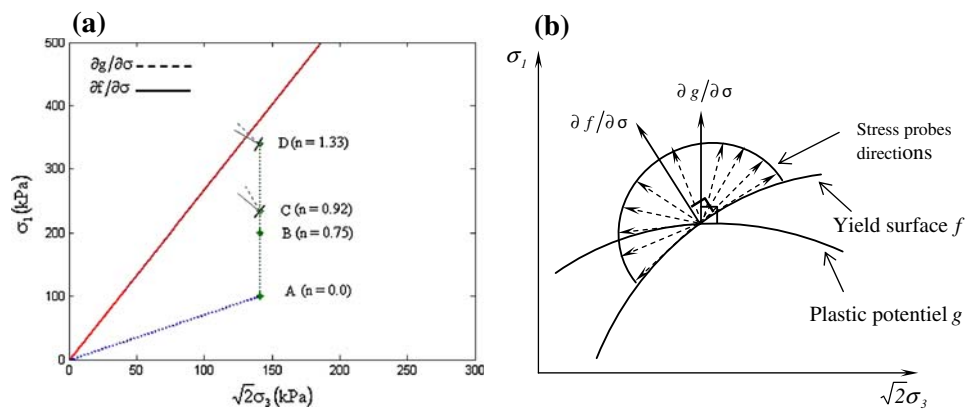 (a)
500
400
300
200
100
0
σ₁ (kPa)
∂g/∂σ
∂f/∂σ
D (n = 1.33)
C (n = 0.92)
B (n = 0.75)
A (n = 0.0)
0 50 100 150 200 250 300
√2σ₃ (kPa)
(b)
σ₁
∂ g/∂ σ
∂ f/∂ σ
Stress probes
directions
Yield surface f
Plastic potentiel g
√2σ₃